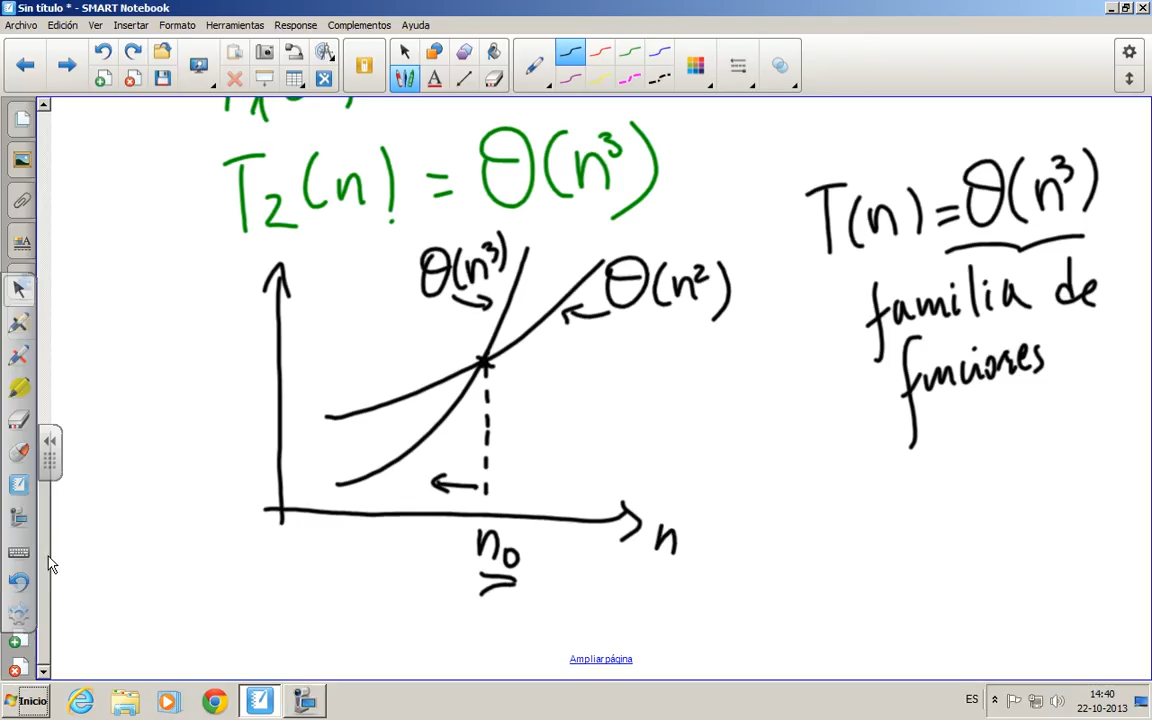 Sin título * - SMART Notebook
Archivo Edición Ver Insertar Formato Herramientas Response Complementos Ayuda
T₂(n) = Θ(n³)
T(n) = Θ(n³)
familia de
funciones
Θ(n³)
Θ(n²)
n₀
n
Ampliar página
Inicio
ES
14:40
22-10-2013